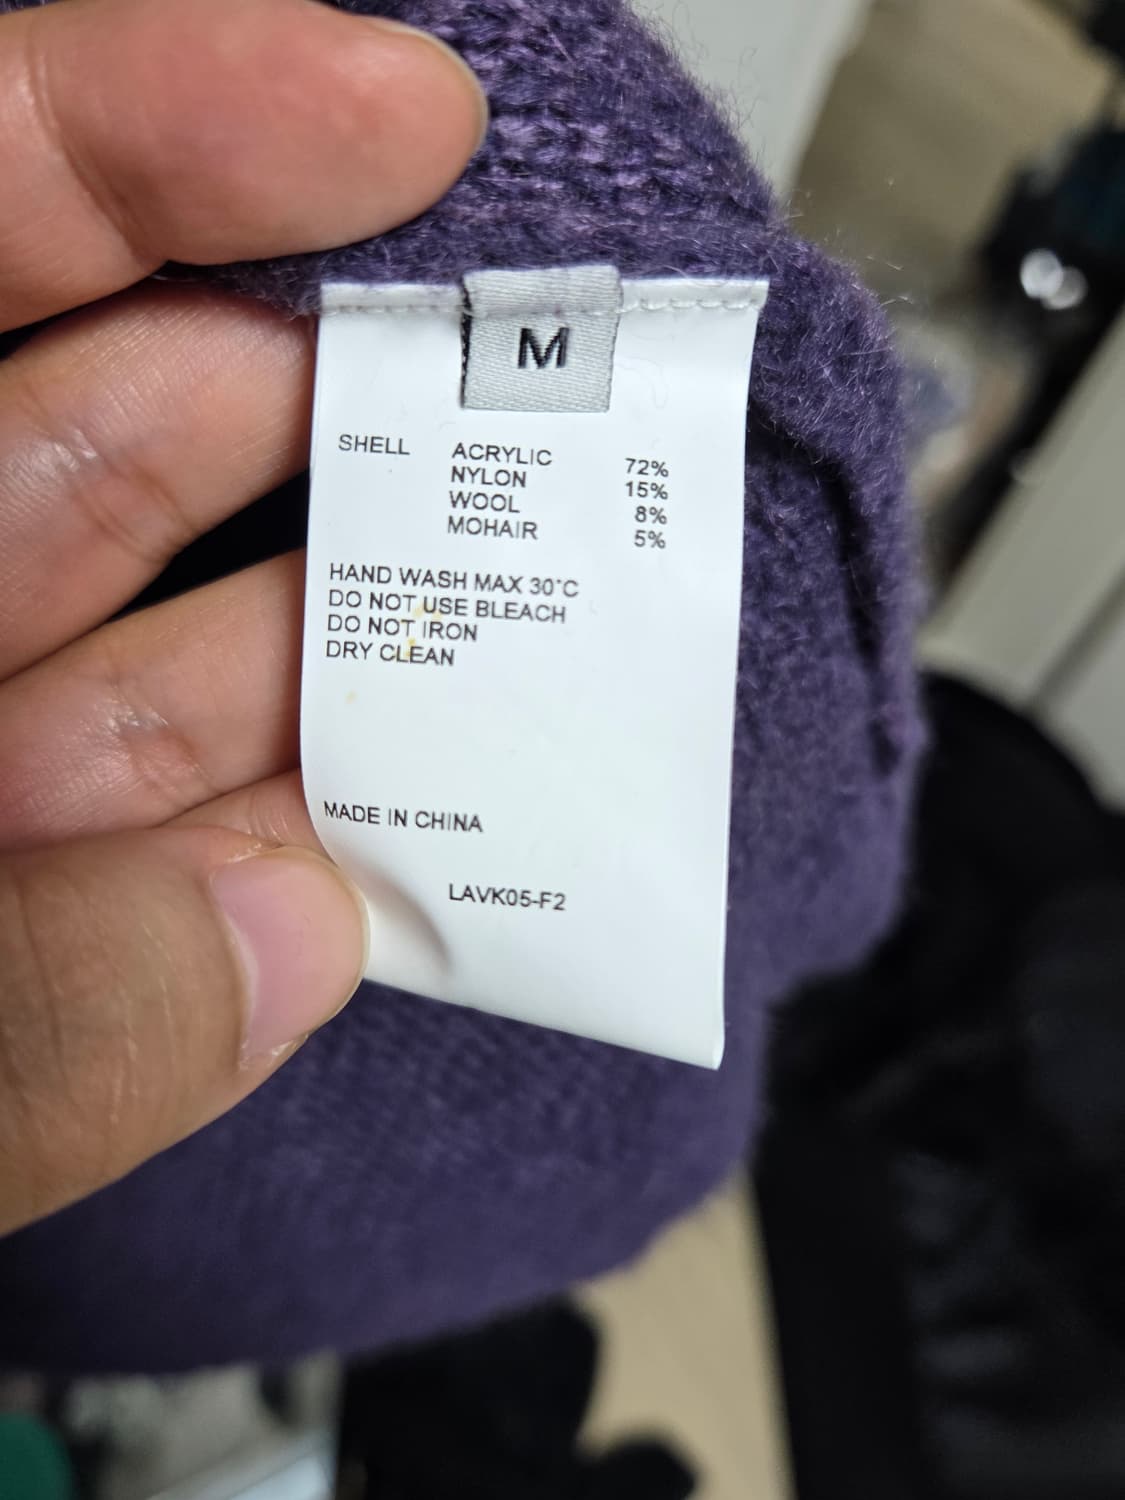 M
SHELL ACRYLIC 72%
NYLON 15%
WOOL 8%
MOHAIR 5%
HAND WASH MAX 30°C
DO NOT USE BLEACH
DO NOT IRON
DRY CLEAN
MADE IN CHINA
LAVK05-F2